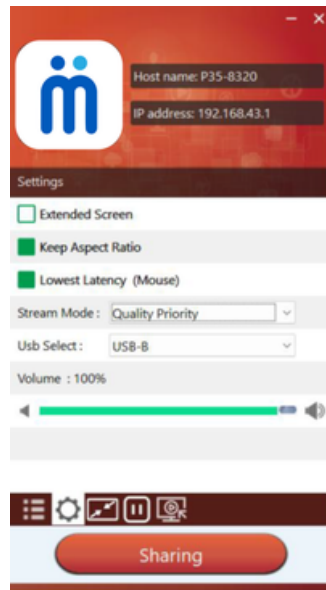 Host name: P35-8320
IP address: 192.168.43.1
Settings
Extended Screen
Keep Aspect Ratio
Lowest Latency (Mouse)
Stream Mode : Quality Priority
Usb Select : USB-B
Volume : 100%
Sharing